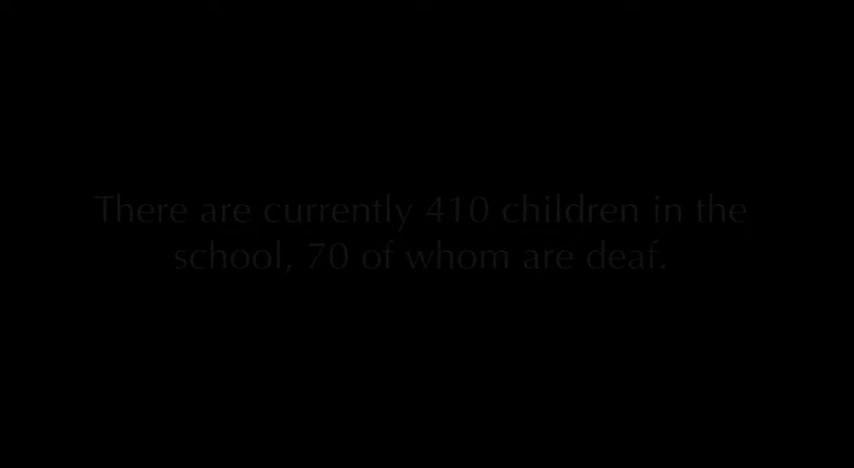 There are currently 410 children in the
school, 70 of whom are deaf.